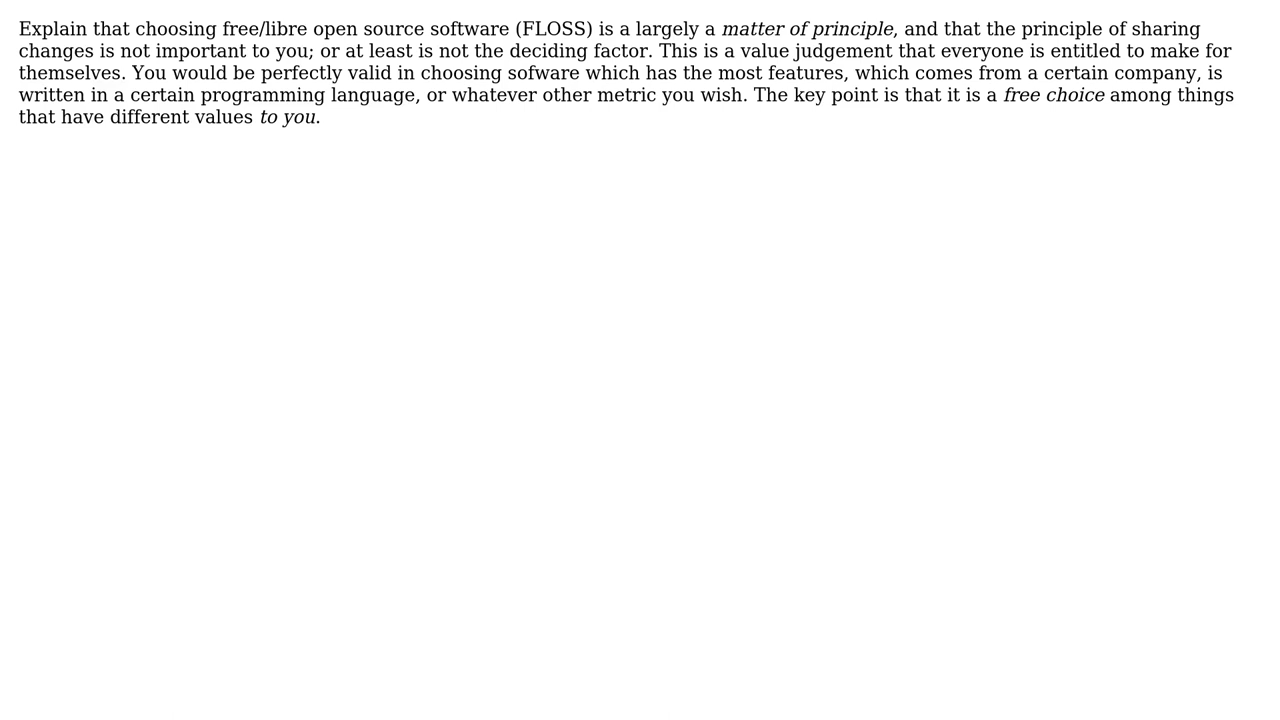 Explain that choosing free/libre open source software (FLOSS) is a largely a matter of principle, and that the principle of sharing
changes is not important to you; or at least is not the deciding factor. This is a value judgement that everyone is entitled to make for
themselves. You would be perfectly valid in choosing sofware which has the most features, which comes from a certain company, is
written in a certain programming language, or whatever other metric you wish. The key point is that it is a free choice among things
that have different values to you.